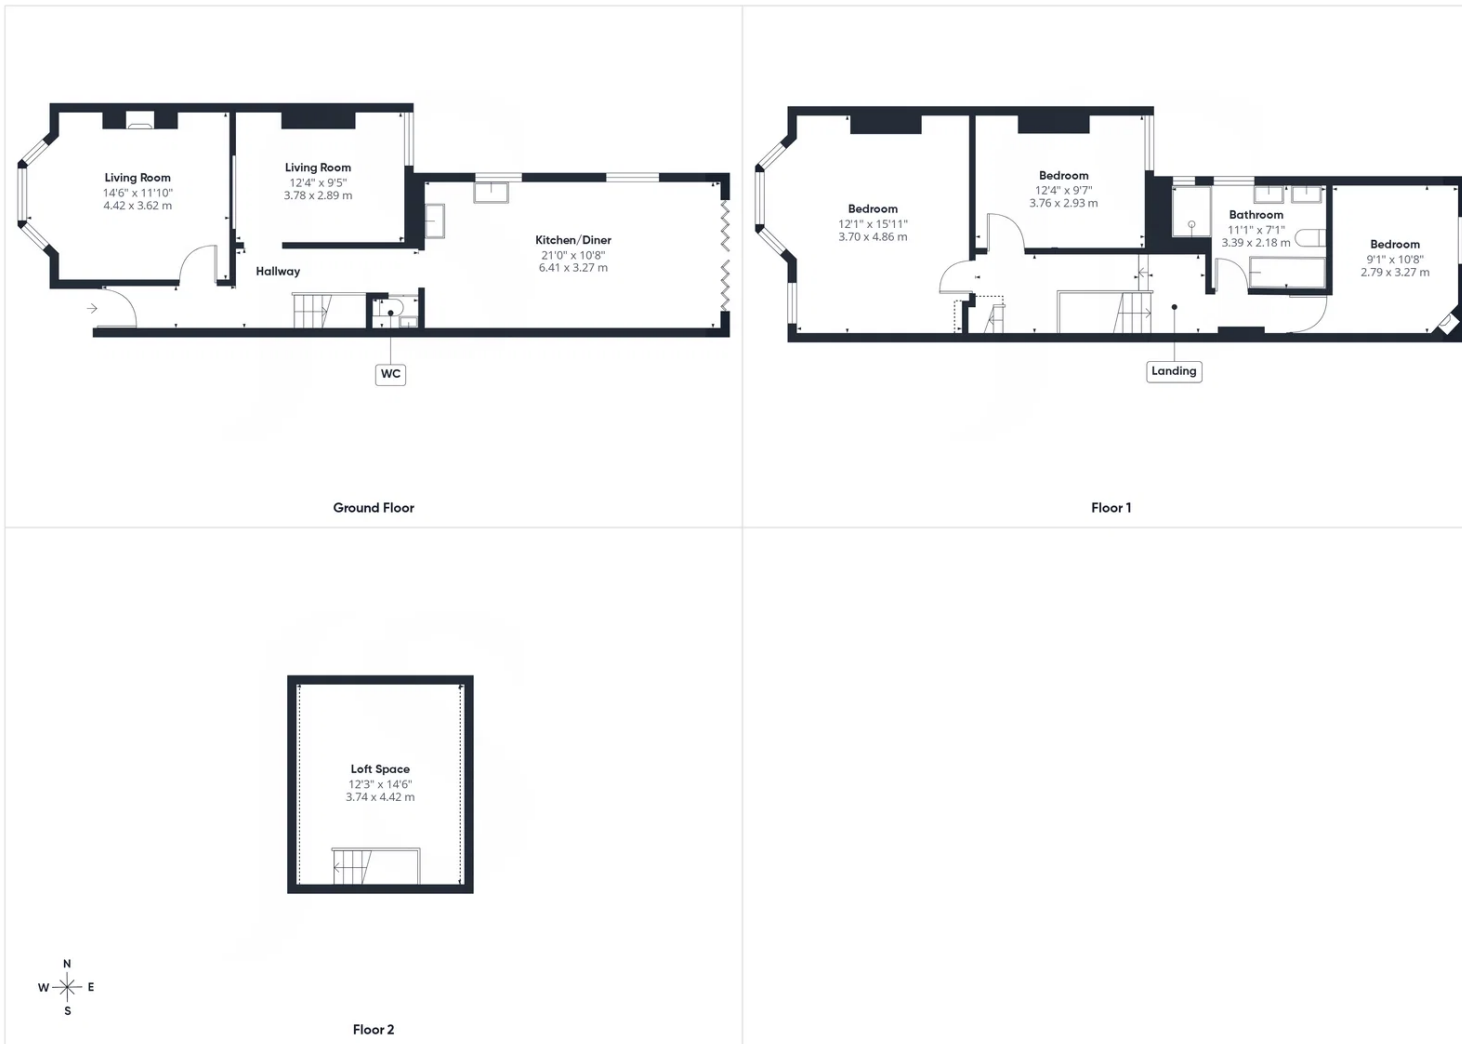 Living Room
14'6" x 11'10"
4.42 x 3.62 m
Living Room
12'4" x 9'5"
3.78 x 2.89 m
Kitchen/Diner
21'0" x 10'8"
6.41 x 3.27 m
Hallway
WC
Ground Floor
Bedroom
12'1" x 15'11"
3.70 x 4.86 m
Bedroom
12'4" x 9'7"
3.76 x 2.93 m
Bathroom
11'1" x 7'1"
3.39 x 2.18 m
Bedroom
9'1" x 10'8"
2.79 x 3.27 m
Landing
Floor 1
Loft Space
12'3" x 14'6"
3.74 x 4.42 m
N
W E
S
Floor 2